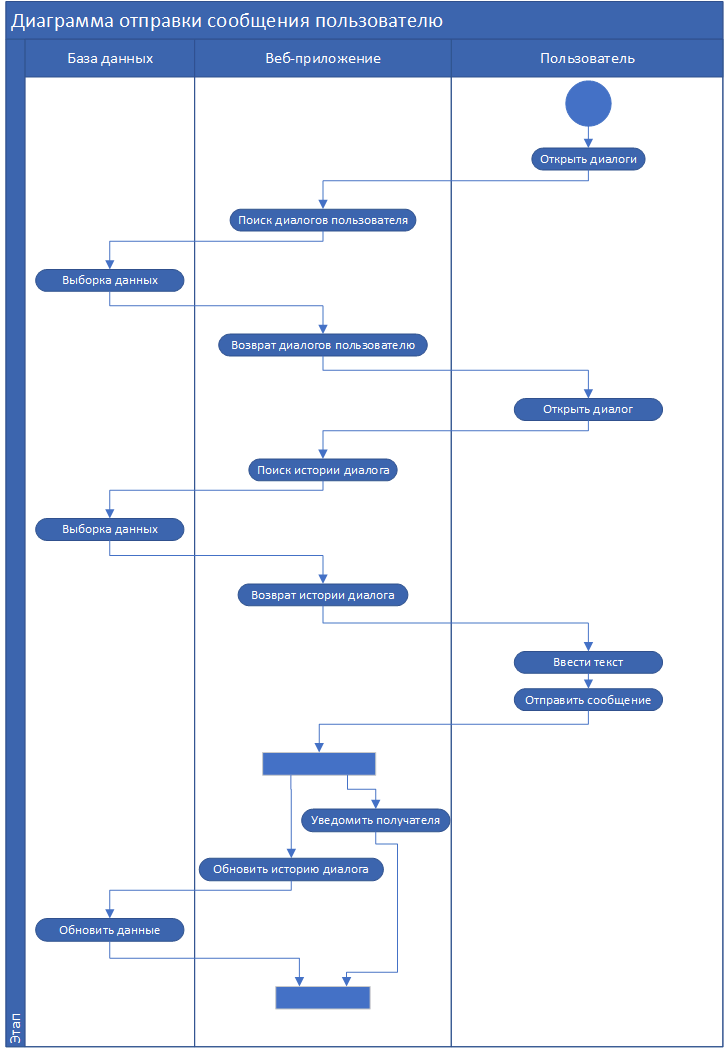 Диаграмма отправки сообщения пользователю
База данных
Веб-приложение
Пользователь
Открыть диалоги
Поиск диалогов пользователя
Выборка данных
Возврат диалогов пользователю
Открыть диалог
Поиск истории диалога
Выборка данных
Возврат истории диалога
Ввести текст
Отправить сообщение
Уведомить получателя
Обновить историю диалога
Обновить данные
Этап